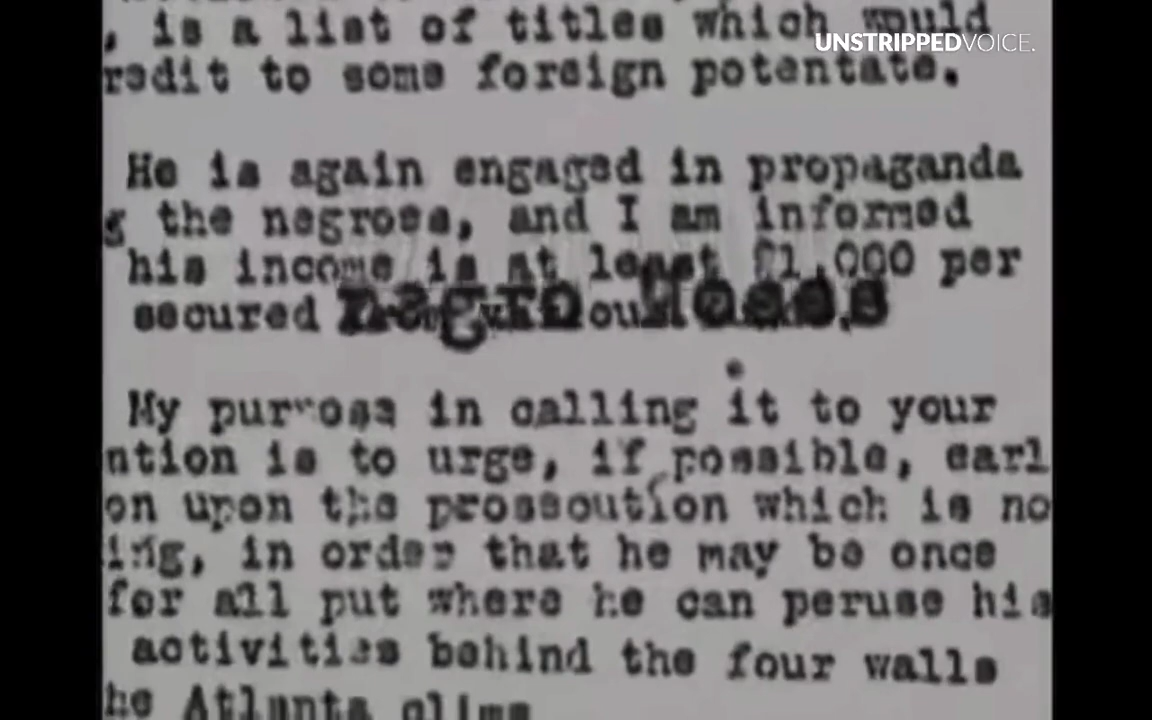 , is a list of titles which would
UNSTRIPPEDVOICE.
redit to some foreign potentate.
He is again engaged in propaganda
g the negroes, and I am informed
his income is at least $1,000 per
secured
negro Moses
My purpose in calling it to your
ntion is to urge, if possible, earl
on upon the prosecution which is no
ing, in order that he may be once
for all put where he can peruse his
activities behind the four walls
he Atlanta clime